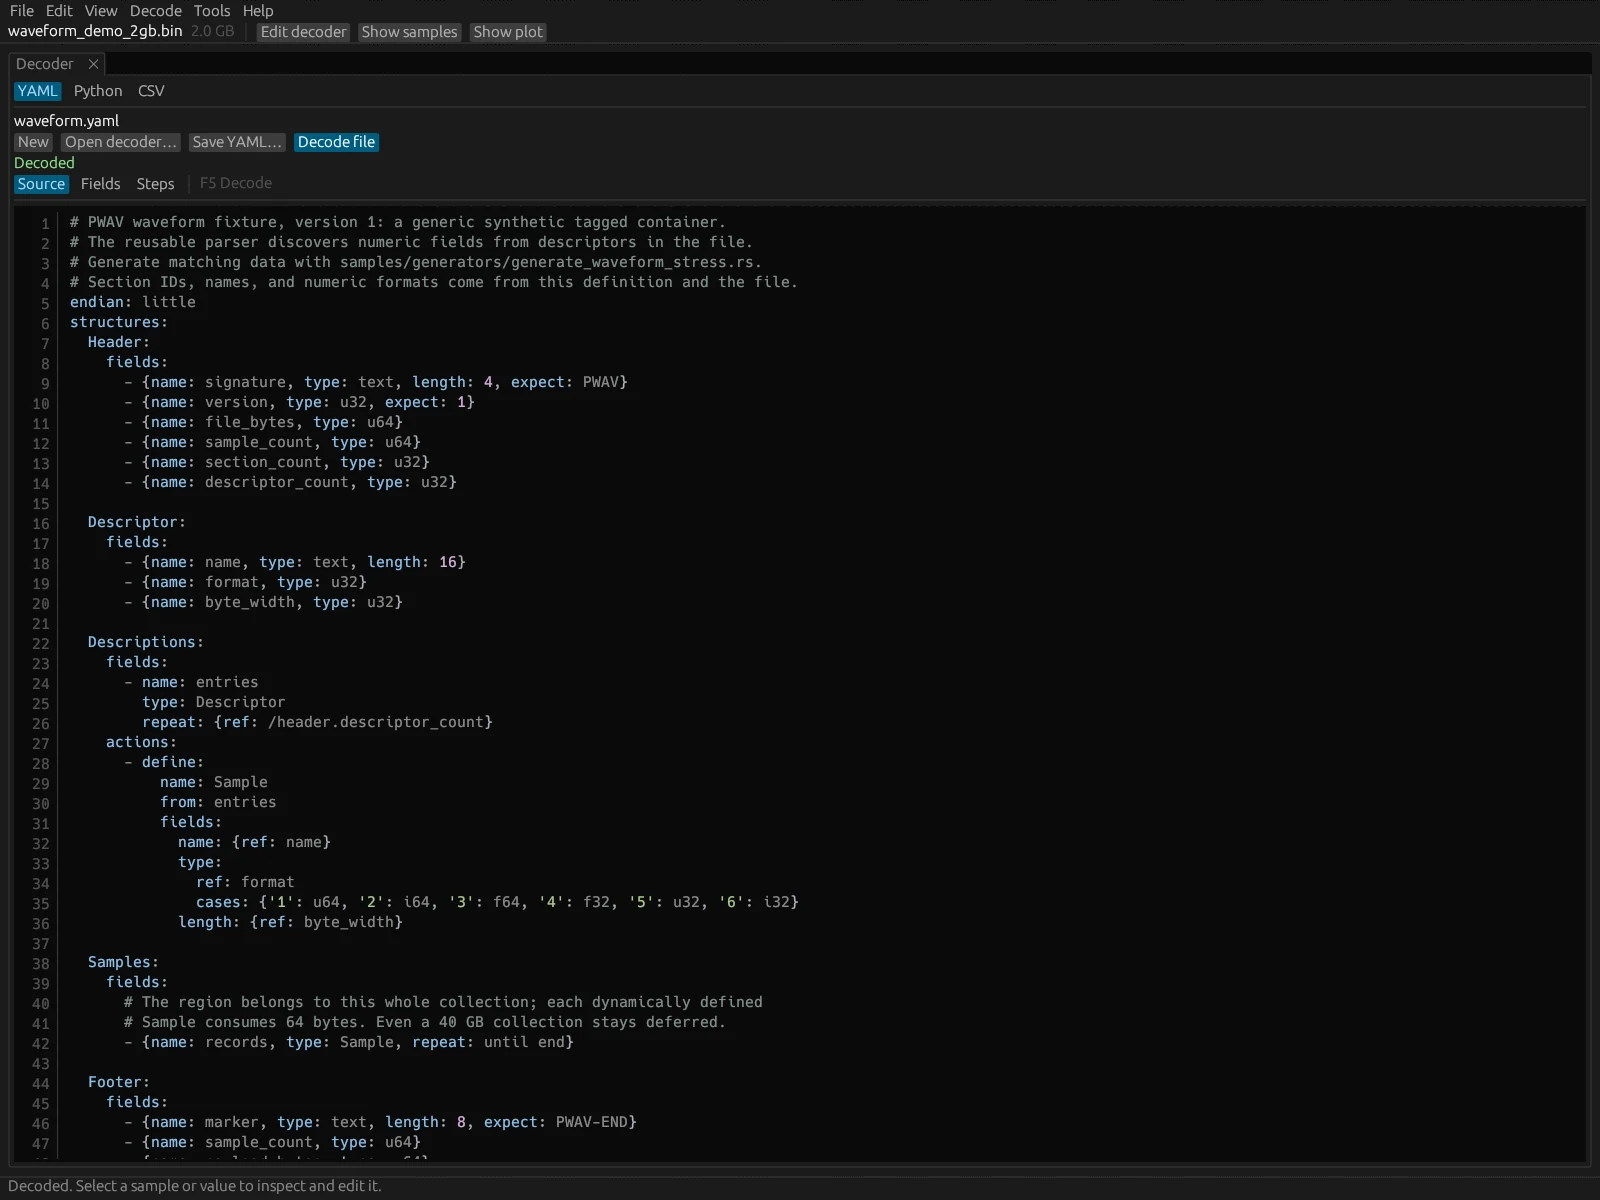 File Edit View Decode Tools Help
waveform_demo_2gb.bin 2.0 GB Edit decoder Show samples Show plot
Decoder ×
YAML Python CSV
waveform.yaml
New Open decoder... Save YAML... Decode file
Decoded
Source Fields Steps F5 Decode
1 # PWAV waveform fixture, version 1: a generic synthetic tagged container.
2 # The reusable parser discovers numeric fields from descriptors in the file.
3 # Generate matching data with samples/generators/generate_waveform_stress.rs.
4 # Section IDs, names, and numeric formats come from this definition and the file.
5 endian: little
6 structures:
7   Header:
8     fields:
9       - {name: signature, type: text, length: 4, expect: PWAV}
10       - {name: version, type: u32, expect: 1}
11       - {name: file_bytes, type: u64}
12       - {name: sample_count, type: u64}
13       - {name: section_count, type: u32}
14       - {name: descriptor_count, type: u32}
15
16   Descriptor:
17     fields:
18       - {name: name, type: text, length: 16}
19       - {name: format, type: u32}
20       - {name: byte_width, type: u32}
21
22   Descriptions:
23     fields:
24       - name: entries
25         type: Descriptor
26         repeat: {ref: /header.descriptor_count}
27     actions:
28       - define:
29           name: Sample
30           from: entries
31           fields:
32             name: {ref: name}
33             type:
34               ref: format
35               cases: {'1': u64, '2': i64, '3': f64, '4': f32, '5': u32, '6': i32}
36             length: {ref: byte_width}
37
38   Samples:
39     fields:
40       # The region belongs to this whole collection; each dynamically defined
41       # Sample consumes 64 bytes. Even a 40 GB collection stays deferred.
42       - {name: records, type: Sample, repeat: until end}
43
44   Footer:
45     fields:
46       - {name: marker, type: text, length: 8, expect: PWAV-END}
47       - {name: sample_count, type: u64}
Decoded. Select a sample or value to inspect and edit it.